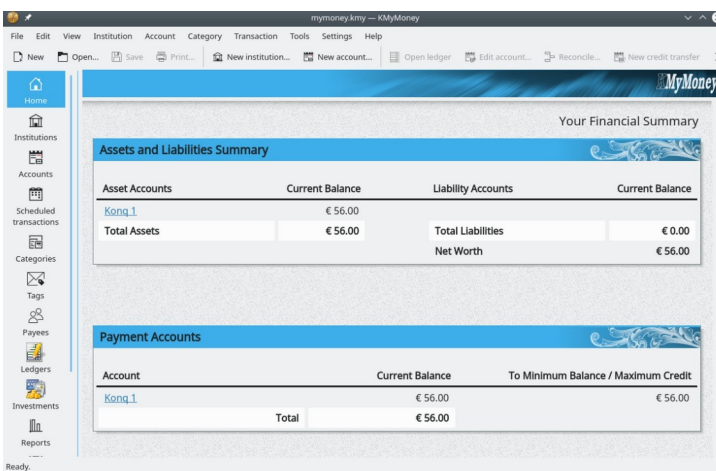 mymoney.kmy — KMyMoney
File Edit View Institution Account Category Transaction Tools Settings Help
New Open... Save Print... New institution... New account... Open ledger Edit account... Reconcile... New credit transfer
KMyMoney
Home
Your Financial Summary
Institutions
Assets and Liabilities Summary
Accounts
Asset Accounts Current Balance Liability Accounts Current Balance
Konq 1 € 56.00
Scheduled transactions
Total Assets € 56.00 Total Liabilities € 0.00
Net Worth € 56.00
Categories
Tags
Payees
Payment Accounts
Ledgers
Account Current Balance To Minimum Balance / Maximum Credit
Konq 1 € 56.00 € 56.00
Investments
Total € 56.00
Reports
Ready.